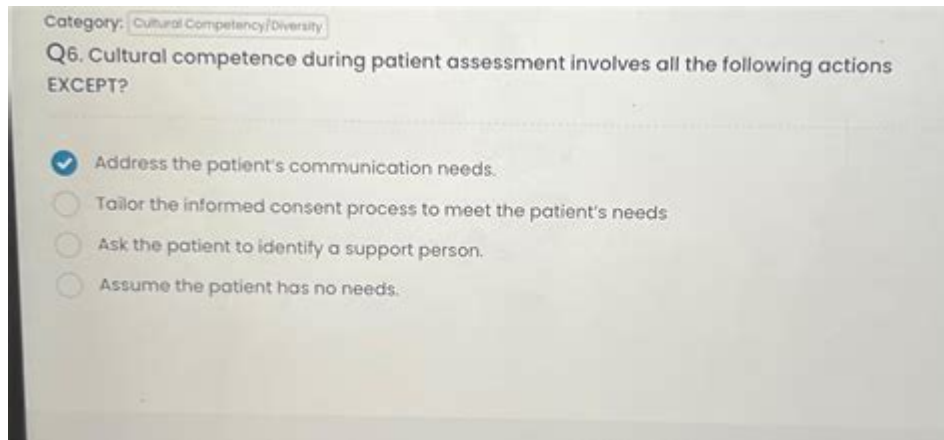 Category: Cultural Competency/Diversity
Q6. Cultural competence during patient assessment involves all the following actions
EXCEPT?
Address the patient's communication needs.
Tailor the informed consent process to meet the patient's needs
Ask the patient to identify a support person.
Assume the patient has no needs.